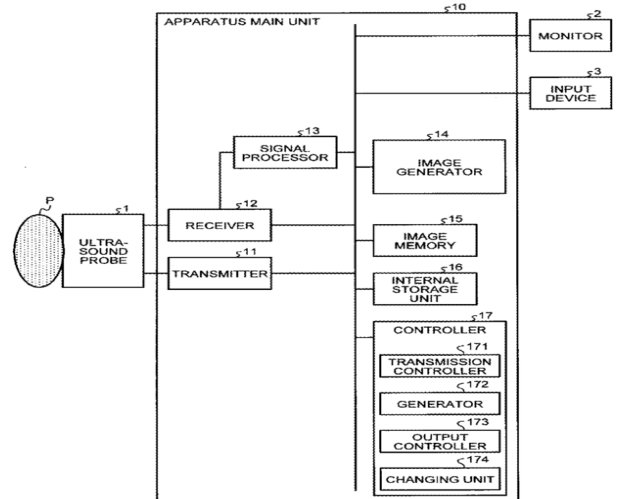 10
APPARATUS MAIN UNIT
2
MONITOR
3
INPUT
DEVICE
13
SIGNAL
PROCESSOR
14
IMAGE
GENERATOR
P
1
ULTRA-
SOUND
PROBE
12
RECEIVER
11
TRANSMITTER
15
IMAGE
MEMORY
16
INTERNAL
STORAGE
UNIT
17
CONTROLLER
171
TRANSMISSION
CONTROLLER
172
GENERATOR
173
OUTPUT
CONTROLLER
174
CHANGING UNIT